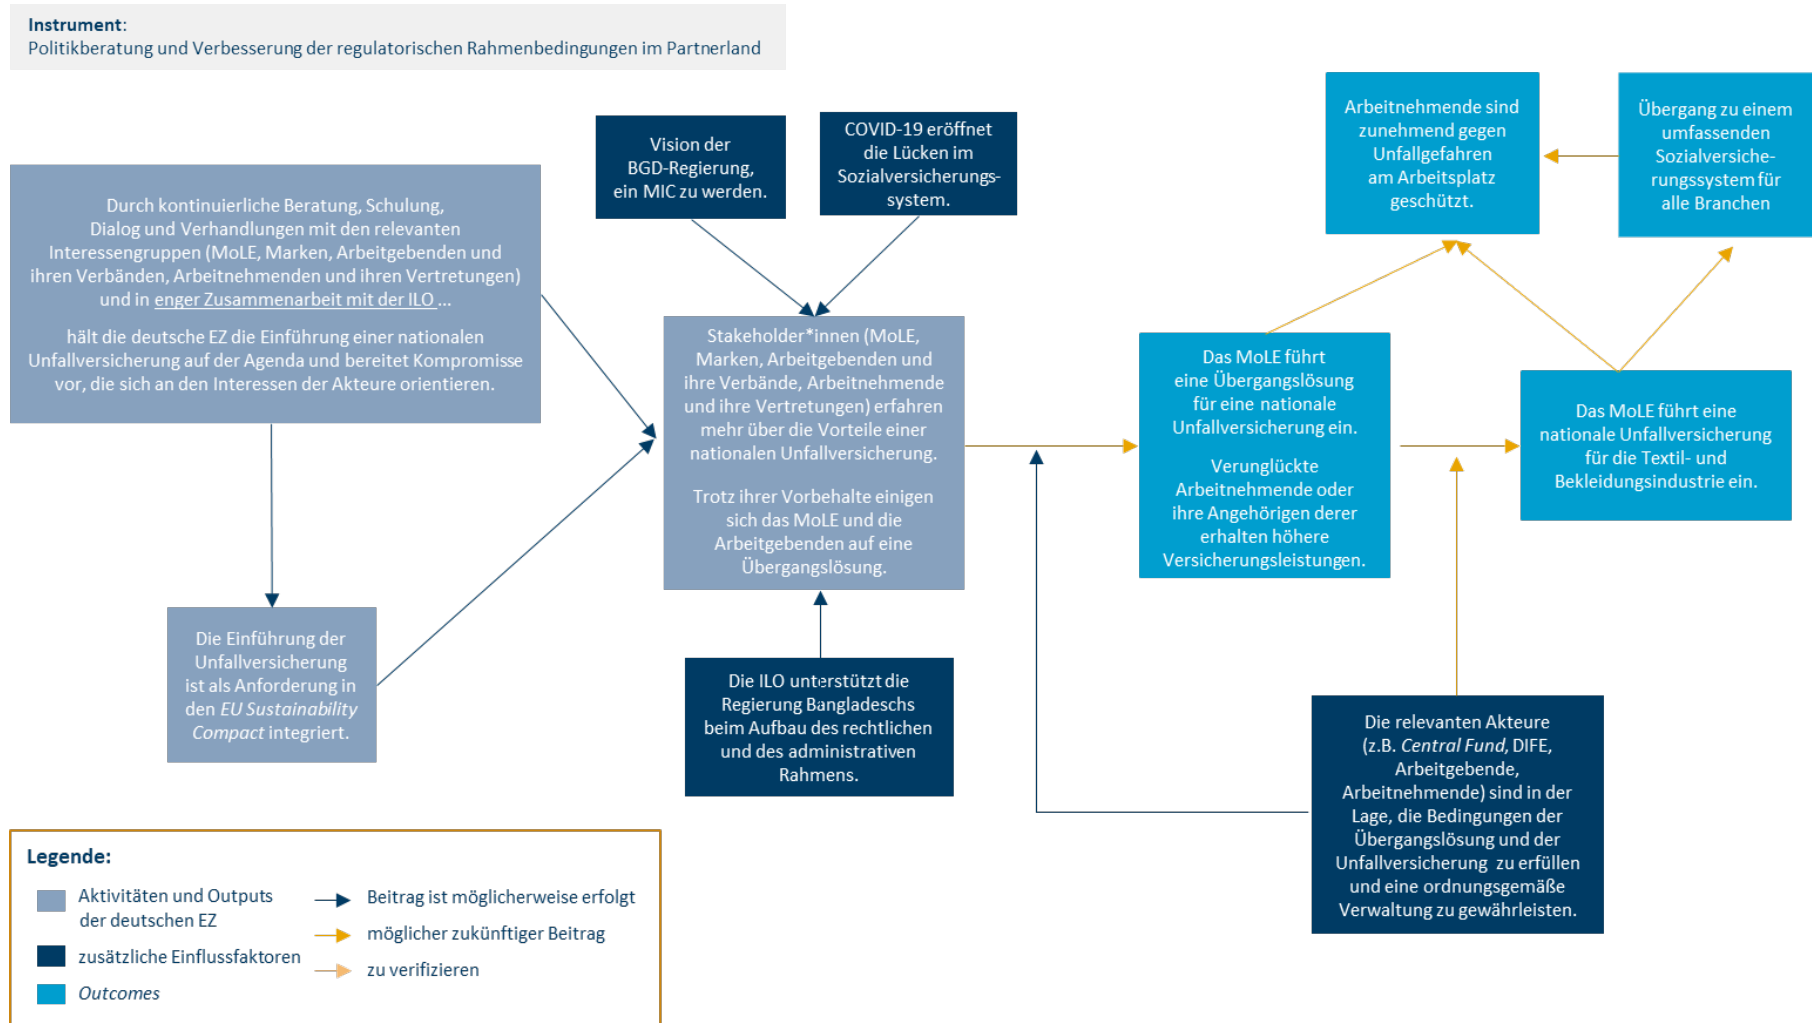 Instrument:
Politikberatung und Verbesserung der regulatorischen Rahmenbedingungen im Partnerland
Durch kontinuierliche Beratung, Schulung,
Dialog und Verhandlungen mit den relevanten
Interessengruppen (MoLE, Marken, Arbeitgebenden und
ihren Verbänden, Arbeitnehmenden und ihren Vertretungen)
und in enger Zusammenarbeit mit der ILO ...
hält die deutsche EZ die Einführung einer nationalen
Unfallversicherung auf der Agenda und bereitet Kompromisse
vor, die sich an den Interessen der Akteure orientieren.
Die Einführung der
Unfallversicherung
ist als Anforderung in
den EU Sustainability
Compact integriert.
Vision der
BGD-Regierung,
ein MIC zu werden.
COVID-19 eröffnet
die Lücken im
Sozialversicherungs-
system.
Stakeholder*innen (MoLE,
Marken, Arbeitgebenden und
ihre Verbände, Arbeitnehmende
und ihre Vertretungen) erfahren
mehr über die Vorteile einer
nationalen Unfallversicherung.
Trotz ihrer Vorbehalte einigen
sich das MoLE und die
Arbeitgebenden auf eine
Übergangslösung.
Die ILO unterstützt die
Regierung Bangladeschs
beim Aufbau des rechtlichen
und des administrativen
Rahmens.
Arbeitnehmende sind
zunehmend gegen
Unfallgefahren
am Arbeitsplatz
geschützt.
Übergang zu einem
umfassenden
Sozialversiche-
rungssystem für
alle Branchen
Das MoLE führt
eine Übergangslösung
für eine nationale
Unfallversicherung ein.
Verunglückte
Arbeitnehmende oder
ihre Angehörigen derer
erhalten höhere
Versicherungsleistungen.
Das MoLE führt eine
nationale Unfallversicherung
für die Textil- und
Bekleidungsindustrie ein.
Die relevanten Akteure
(z.B. Central Fund, DIFE,
Arbeitgebende,
Arbeitnehmende) sind in der
Lage, die Bedingungen der
Übergangslösung und der
Unfallversicherung zu erfüllen
und eine ordnungsgemäße
Verwaltung zu gewährleisten.
Legende:
Aktivitäten und Outputs
der deutschen EZ
zusätzliche Einflussfaktoren
Outcomes
Beitrag ist möglicherweise erfolgt
möglicher zukünftiger Beitrag
zu verifizieren